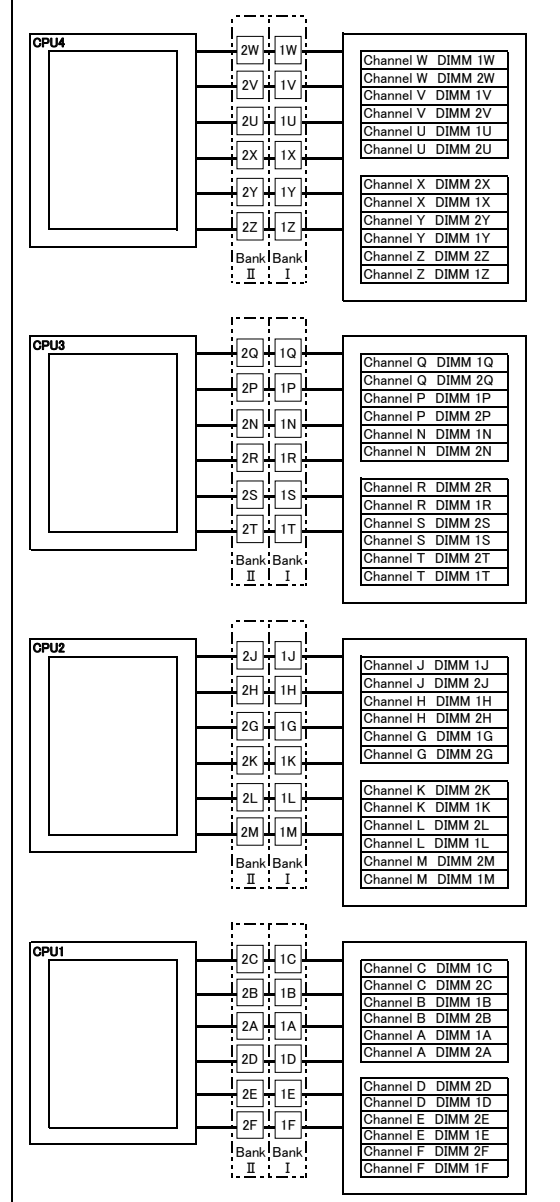 CPU4
2W 1W
2V 1V
2U 1U
2X 1X
2Y 1Y
2Z 1Z
Bank Bank
Ⅱ Ⅰ
Channel W DIMM 1W
Channel W DIMM 2W
Channel V DIMM 1V
Channel V DIMM 2V
Channel U DIMM 1U
Channel U DIMM 2U
Channel X DIMM 2X
Channel X DIMM 1X
Channel Y DIMM 2Y
Channel Y DIMM 1Y
Channel Z DIMM 2Z
Channel Z DIMM 1Z
CPU3
2Q 1Q
2P 1P
2N 1N
2R 1R
2S 1S
2T 1T
Bank Bank
Ⅱ Ⅰ
Channel Q DIMM 1Q
Channel Q DIMM 2Q
Channel P DIMM 1P
Channel P DIMM 2P
Channel N DIMM 1N
Channel N DIMM 2N
Channel R DIMM 2R
Channel R DIMM 1R
Channel S DIMM 2S
Channel S DIMM 1S
Channel T DIMM 2T
Channel T DIMM 1T
CPU2
2J 1J
2H 1H
2G 1G
2K 1K
2L 1L
2M 1M
Bank Bank
Ⅱ Ⅰ
Channel J DIMM 1J
Channel J DIMM 2J
Channel H DIMM 1H
Channel H DIMM 2H
Channel G DIMM 1G
Channel G DIMM 2G
Channel K DIMM 2K
Channel K DIMM 1K
Channel L DIMM 2L
Channel L DIMM 1L
Channel M DIMM 2M
Channel M DIMM 1M
CPU1
2C 1C
2B 1B
2A 1A
2D 1D
2E 1E
2F 1F
Bank Bank
Ⅱ Ⅰ
Channel C DIMM 1C
Channel C DIMM 2C
Channel B DIMM 1B
Channel B DIMM 2B
Channel A DIMM 1A
Channel A DIMM 2A
Channel D DIMM 2D
Channel D DIMM 1D
Channel E DIMM 2E
Channel E DIMM 1E
Channel F DIMM 2F
Channel F DIMM 1F